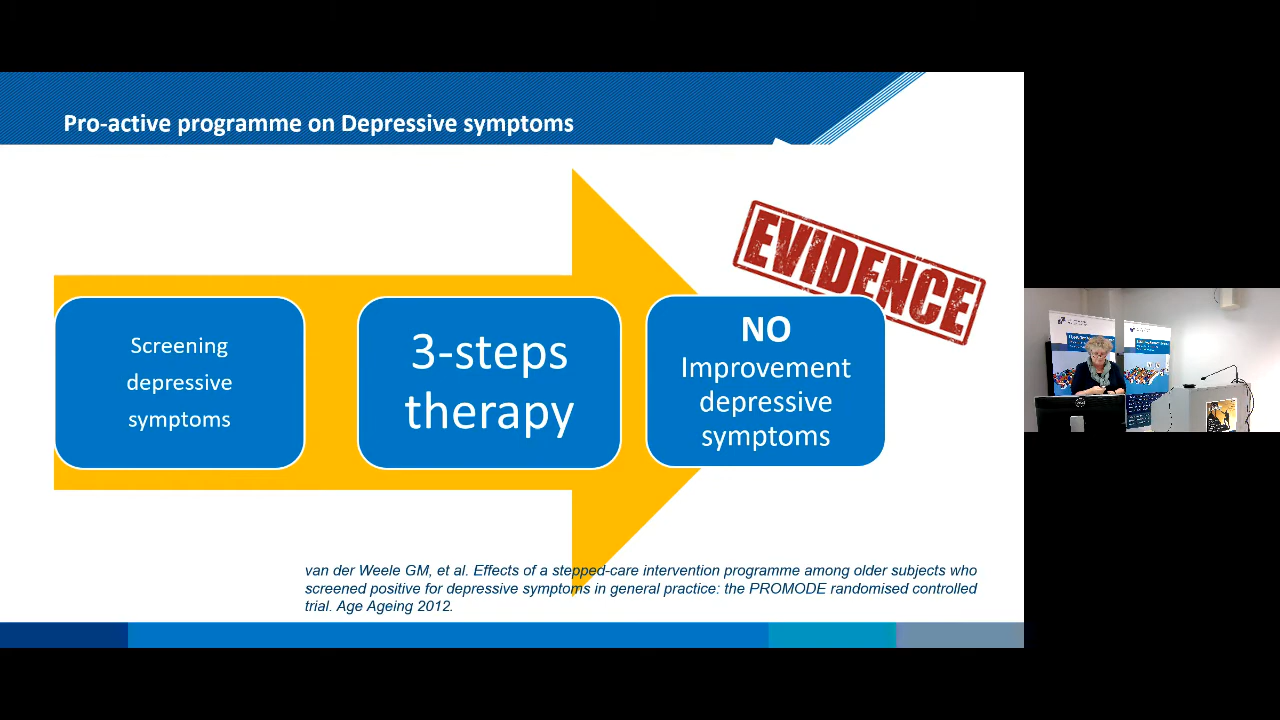 Pro-active programme on Depressive symptoms
EVIDENCE
Screening
depressive
symptoms
3-steps
therapy
NO
Improvement
depressive
symptoms
van der Weele GM, et al. Effects of a stepped-care intervention programme among older subjects who
screened positive for depressive symptoms in general practice: the PROMODE randomised controlled
trial. Age Ageing 2012.